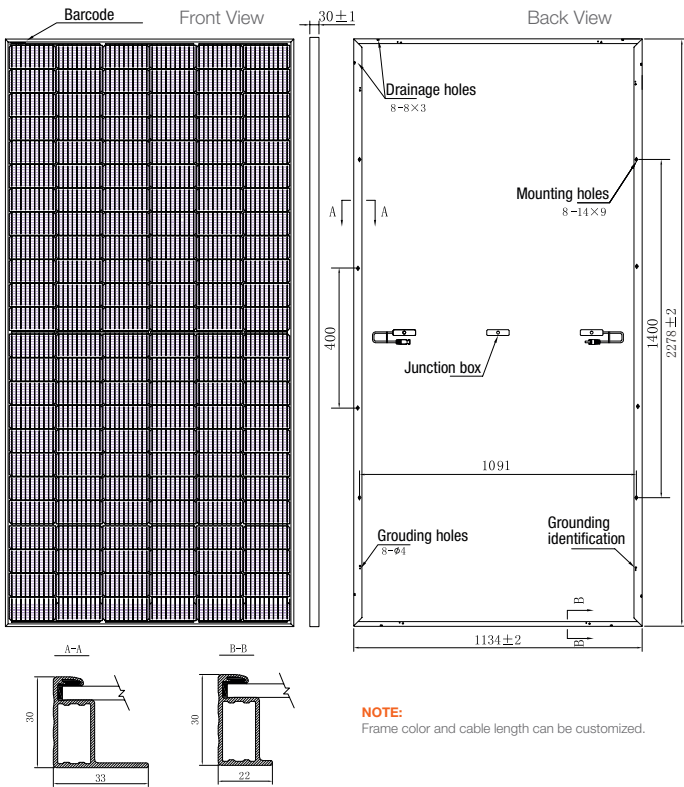 Barcode
Front View
30±1
Back View
Drainage holes
8-8×3
Mounting holes
8-14×9
A
A
400
1400
2278±2
Junction box
1091
Grouding holes
8-ø4
Grounding
identification
B
B
1134±2
A-A
B-B
30
33
30
22
NOTE:
Frame color and cable length can be customized.